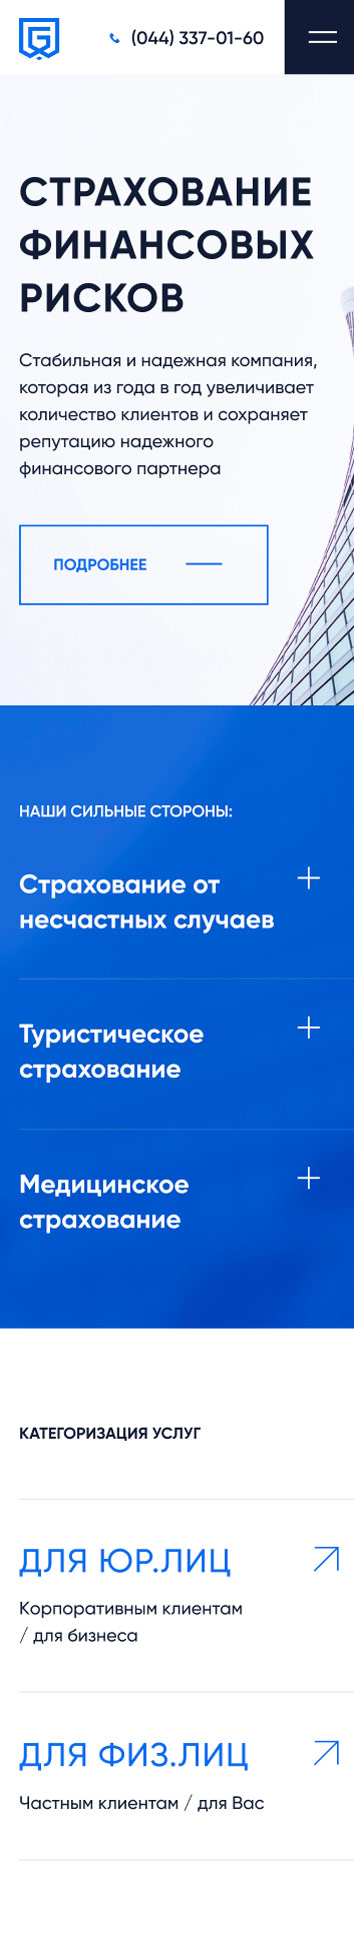 (044) 337-01-60
СТРАХОВАНИЕ
ФИНАНСОВЫХ
РИСКОВ
Стабильная и надежная компания,
которая из года в год увеличивает
количество клиентов и сохраняет
репутацию надежного
финансового партнера
ПОДРОБНЕЕ
НАШИ СИЛЬНЫЕ СТОРОНЫ:
Страхование от
несчастных случаев
Туристическое
страхование
Медицинское
страхование
КАТЕГОРИЗАЦИЯ УСЛУГ
ДЛЯ ЮР.ЛИЦ
Корпоративным клиентам
/ для бизнеса
ДЛЯ ФИЗ.ЛИЦ
Частным клиентам / для Вас